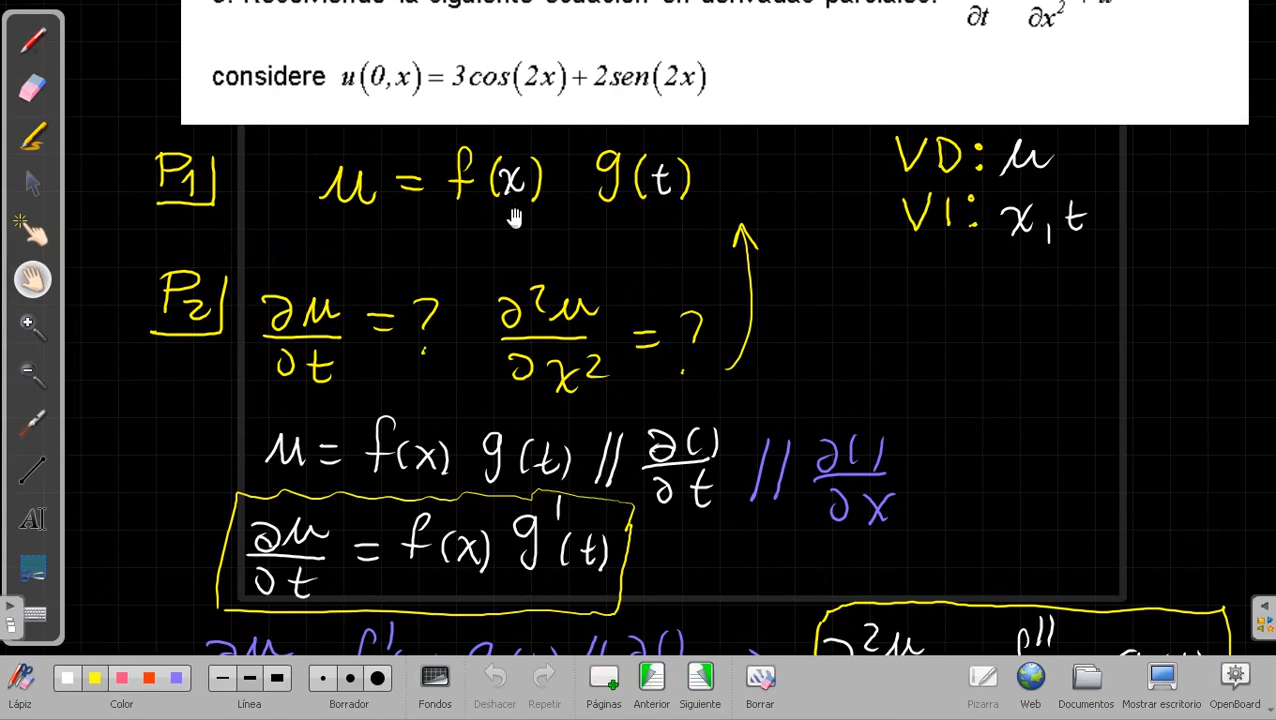 ∂t ∂x²
considere u(0,x) = 3cos(2x) + 2sen(2x)
P1 u = f(x) g(t)
VD: u
VI: x, t
P2 ∂u/∂t = ? ∂²u/∂x² = ?
u = f(x) g(t) // ∂()/∂t // ∂()/∂x
∂u/∂t = f(x) g'(t)
Lápiz
Color
Línea
Borrador
Fondos
Deshacer
Repetir
Páginas
Anterior
Siguiente
Borrar
Pizarra
Web
Documentos
Mostrar escritorio
OpenBoard